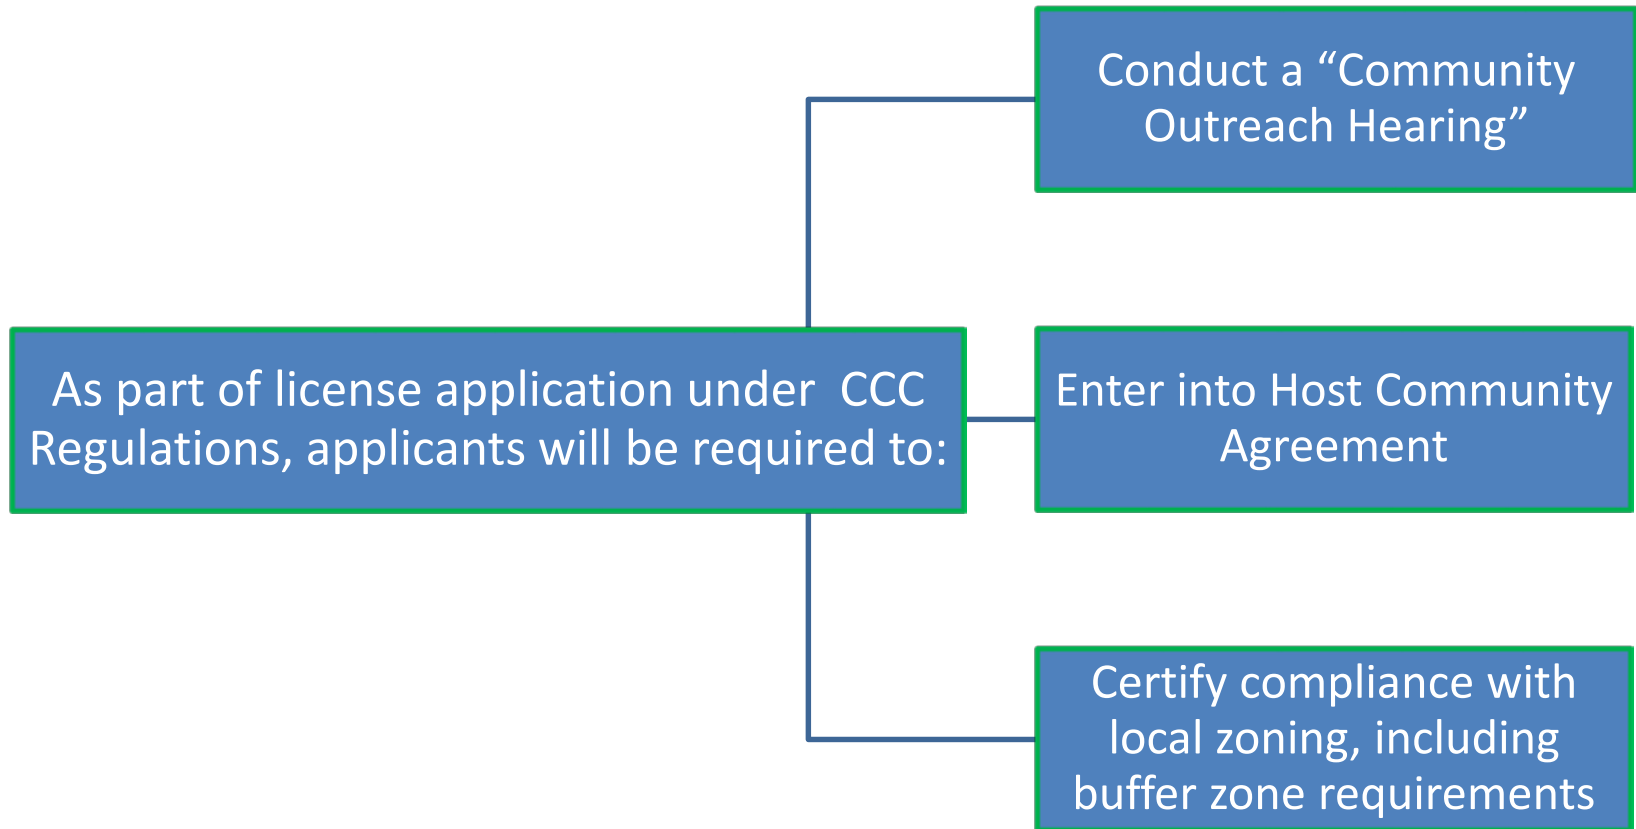 Conduct a “Community
Outreach Hearing”
As part of license application under  CCC
Regulations, applicants will be required to:
Enter into Host Community
Agreement
Certify compliance with
local zoning, including
buffer zone requirements